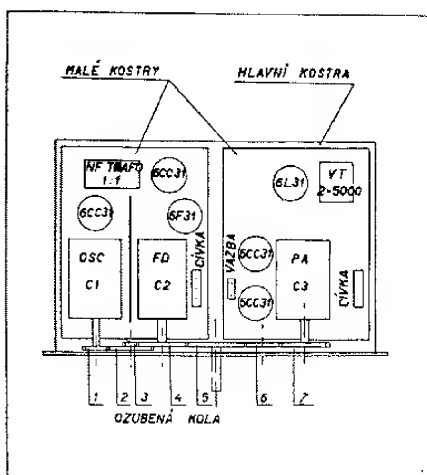 MALÉ KOSTRY
HLAVNÍ KOSTRA
NF TRAFO
1:1
6CC31
6L31
VT
2-5000
6CC31
6F31
OSC
C1
FD
C2
CÍVKA
VAZBA
6CC31
6CC31
PA
C3
CÍVKA
1 2 3 4 5 6 7
OZUBENÁ KOLA